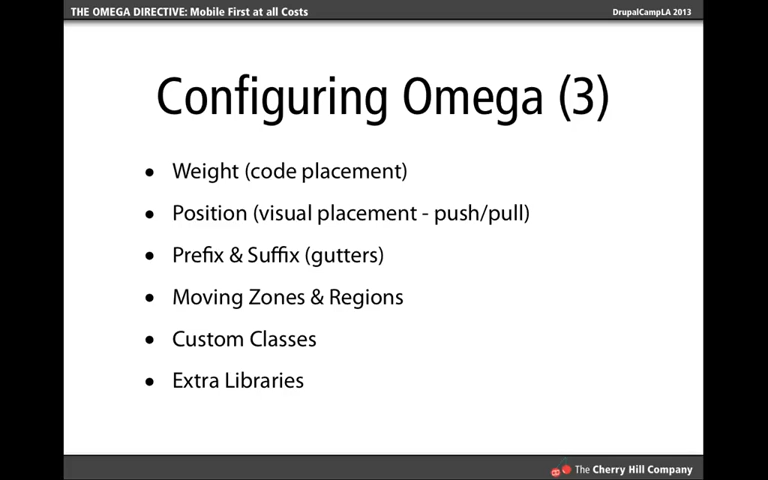 THE OMEGA DIRECTIVE: Mobile First at all Costs
DrupalCampLA 2013
Configuring Omega (3)
• Weight (code placement)
• Position (visual placement - push/pull)
• Prefix & Suffix (gutters)
• Moving Zones & Regions
• Custom Classes
• Extra Libraries
The Cherry Hill Company